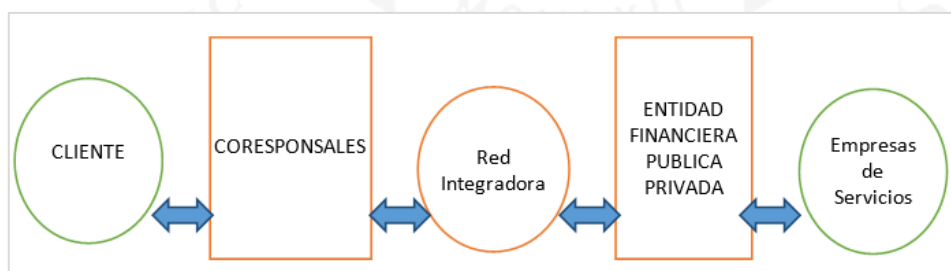 CLIENTE
CORESPONSALES
Red
Integradora
ENTIDAD
FINANCIERA
PUBLICA
PRIVADA
Empresas
de
Servicios